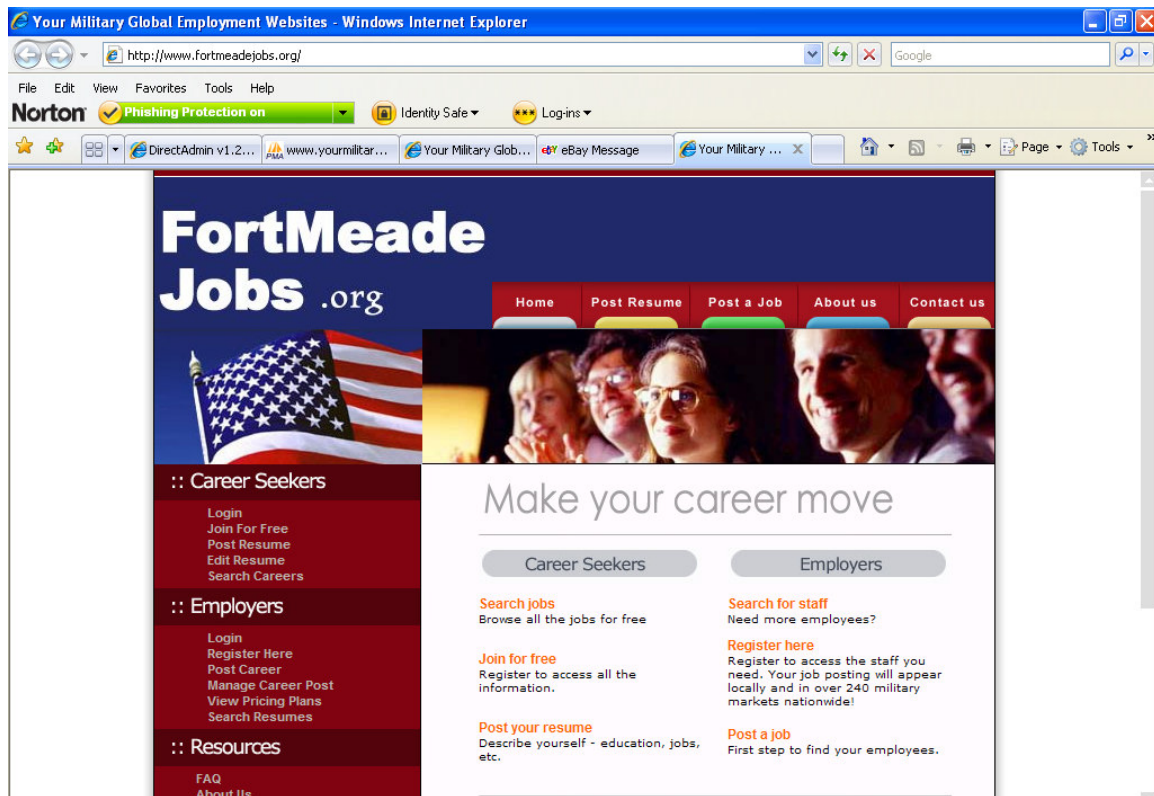 Your Military Global Employment Websites - Windows Internet Explorer
http://www.fortmeadejobs.org/
Google
File Edit View Favorites Tools Help
Norton Phishing Protection on Identity Safe Log-ins
DirectAdmin v1.2... www.yourmilitar... Your Military Glob... eBay Message Your Military ... Page Tools
FortMeade
Jobs .org
Home Post Resume Post a Job About us Contact us
:: Career Seekers
Login
Join For Free
Post Resume
Edit Resume
Search Careers
:: Employers
Login
Register Here
Post Career
Manage Career Post
View Pricing Plans
Search Resumes
:: Resources
FAQ
About Us
Make your career move
Career Seekers
Search jobs
Browse all the jobs for free
Join for free
Register to access all the
information.
Post your resume
Describe yourself - education, jobs,
etc.
Employers
Search for staff
Need more employees?
Register here
Register to access the staff you
need. Your job posting will appear
locally and in over 240 military
markets nationwide!
Post a job
First step to find your employees.